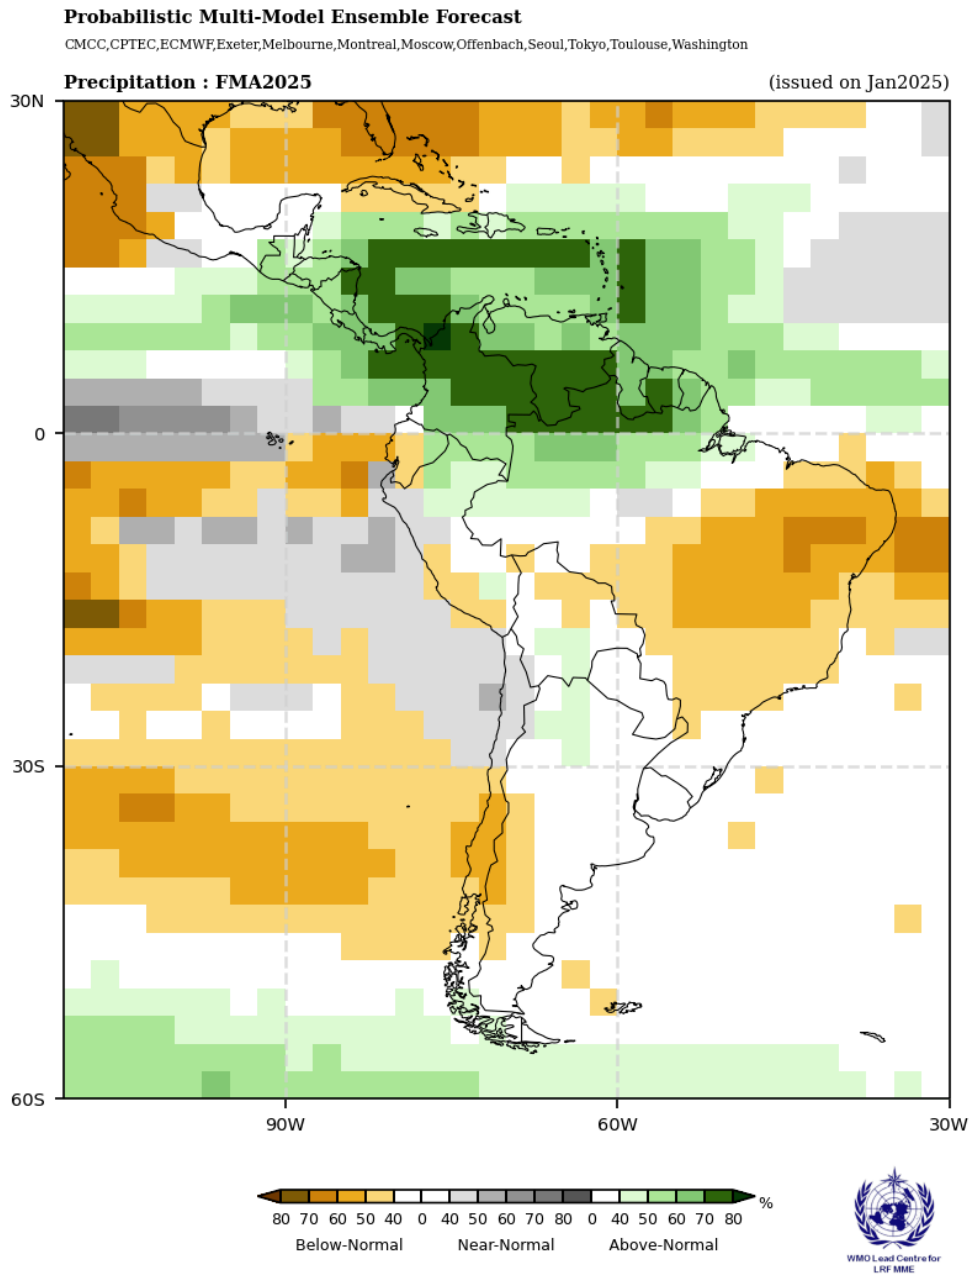 Probabilistic Multi-Model Ensemble Forecast
CMCC,CPTEC,ECMWF,Exeter,Melbourne,Montreal,Moscow,Offenbach,Seoul,Tokyo,Toulouse,Washington
Precipitation : FMA2025 (issued on Jan2025)
30N
0
30S
60S
90W 60W 30W
80 70 60 50 40 0 40 50 60 70 0 40 50 60 70 80 %
Below-Normal Near-Normal Above-Normal
WMO Lead Centre for
LRF MME